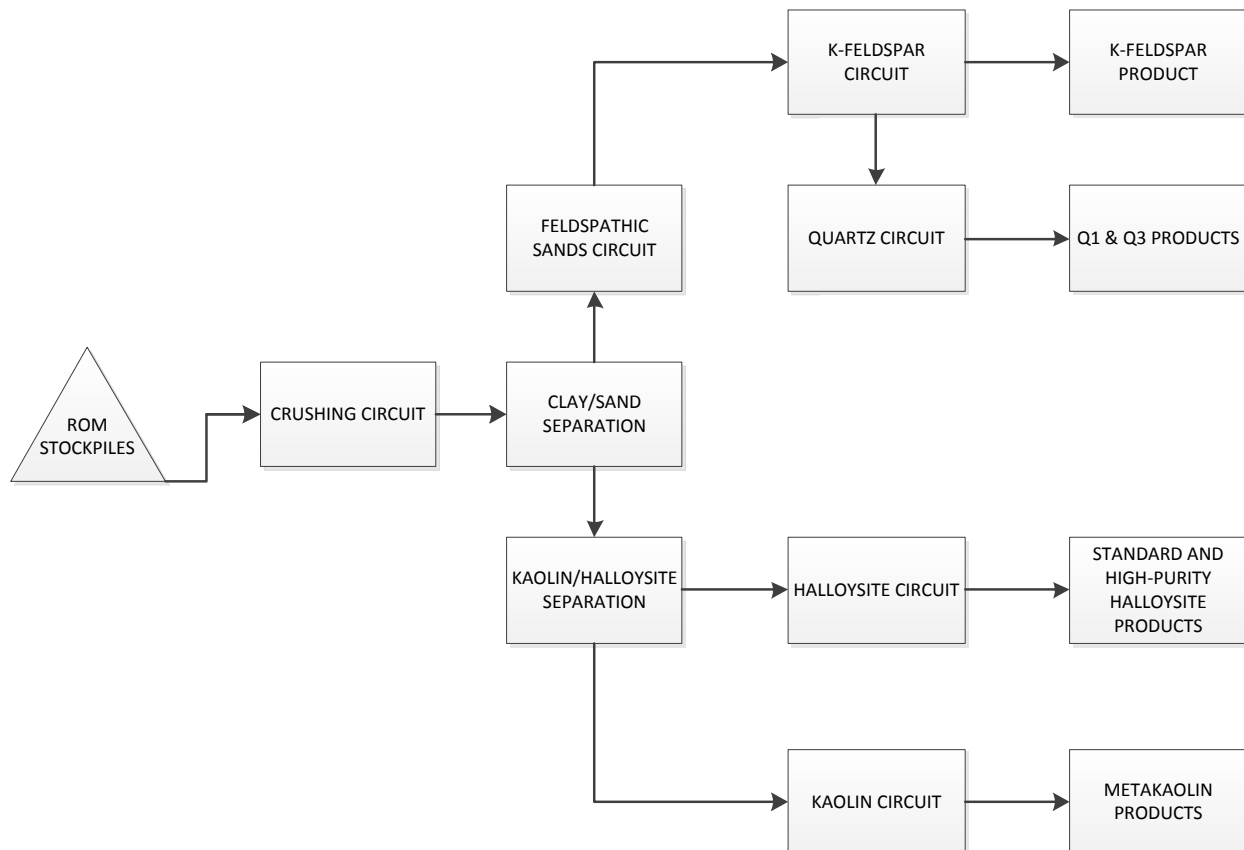 K-FELDSPAR
CIRCUIT
K-FELDSPAR
PRODUCT
FELDSPATHIC
SANDS CIRCUIT
QUARTZ CIRCUIT
Q1 & Q3 PRODUCTS
ROM
STOCKPILES
CRUSHING CIRCUIT
CLAY/SAND
SEPARATION
KAOLIN/HALLOYSITE
SEPARATION
HALLOYSITE CIRCUIT
STANDARD AND
HIGH-PURITY
HALLOYSITE
PRODUCTS
KAOLIN CIRCUIT
METAKAOLIN
PRODUCTS